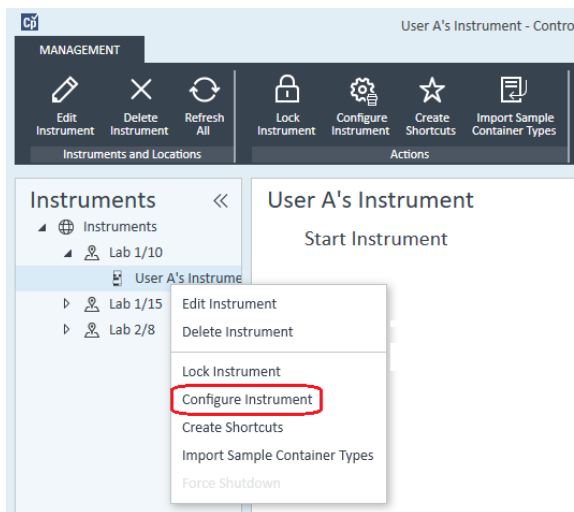 Cp
User A's Instrument - Contro
MANAGEMENT
Edit Instrument
Delete Instrument
Refresh All
Lock Instrument
Configure Instrument
Create Shortcuts
Import Sample Container Types
Instruments and Locations
Actions
Instruments
Instruments
Lab 1/10
User A's Instrume
Lab 1/15
Lab 2/8
User A's Instrument
Start Instrument
Edit Instrument
Delete Instrument
Lock Instrument
Configure Instrument
Create Shortcuts
Import Sample Container Types
Force Shutdown